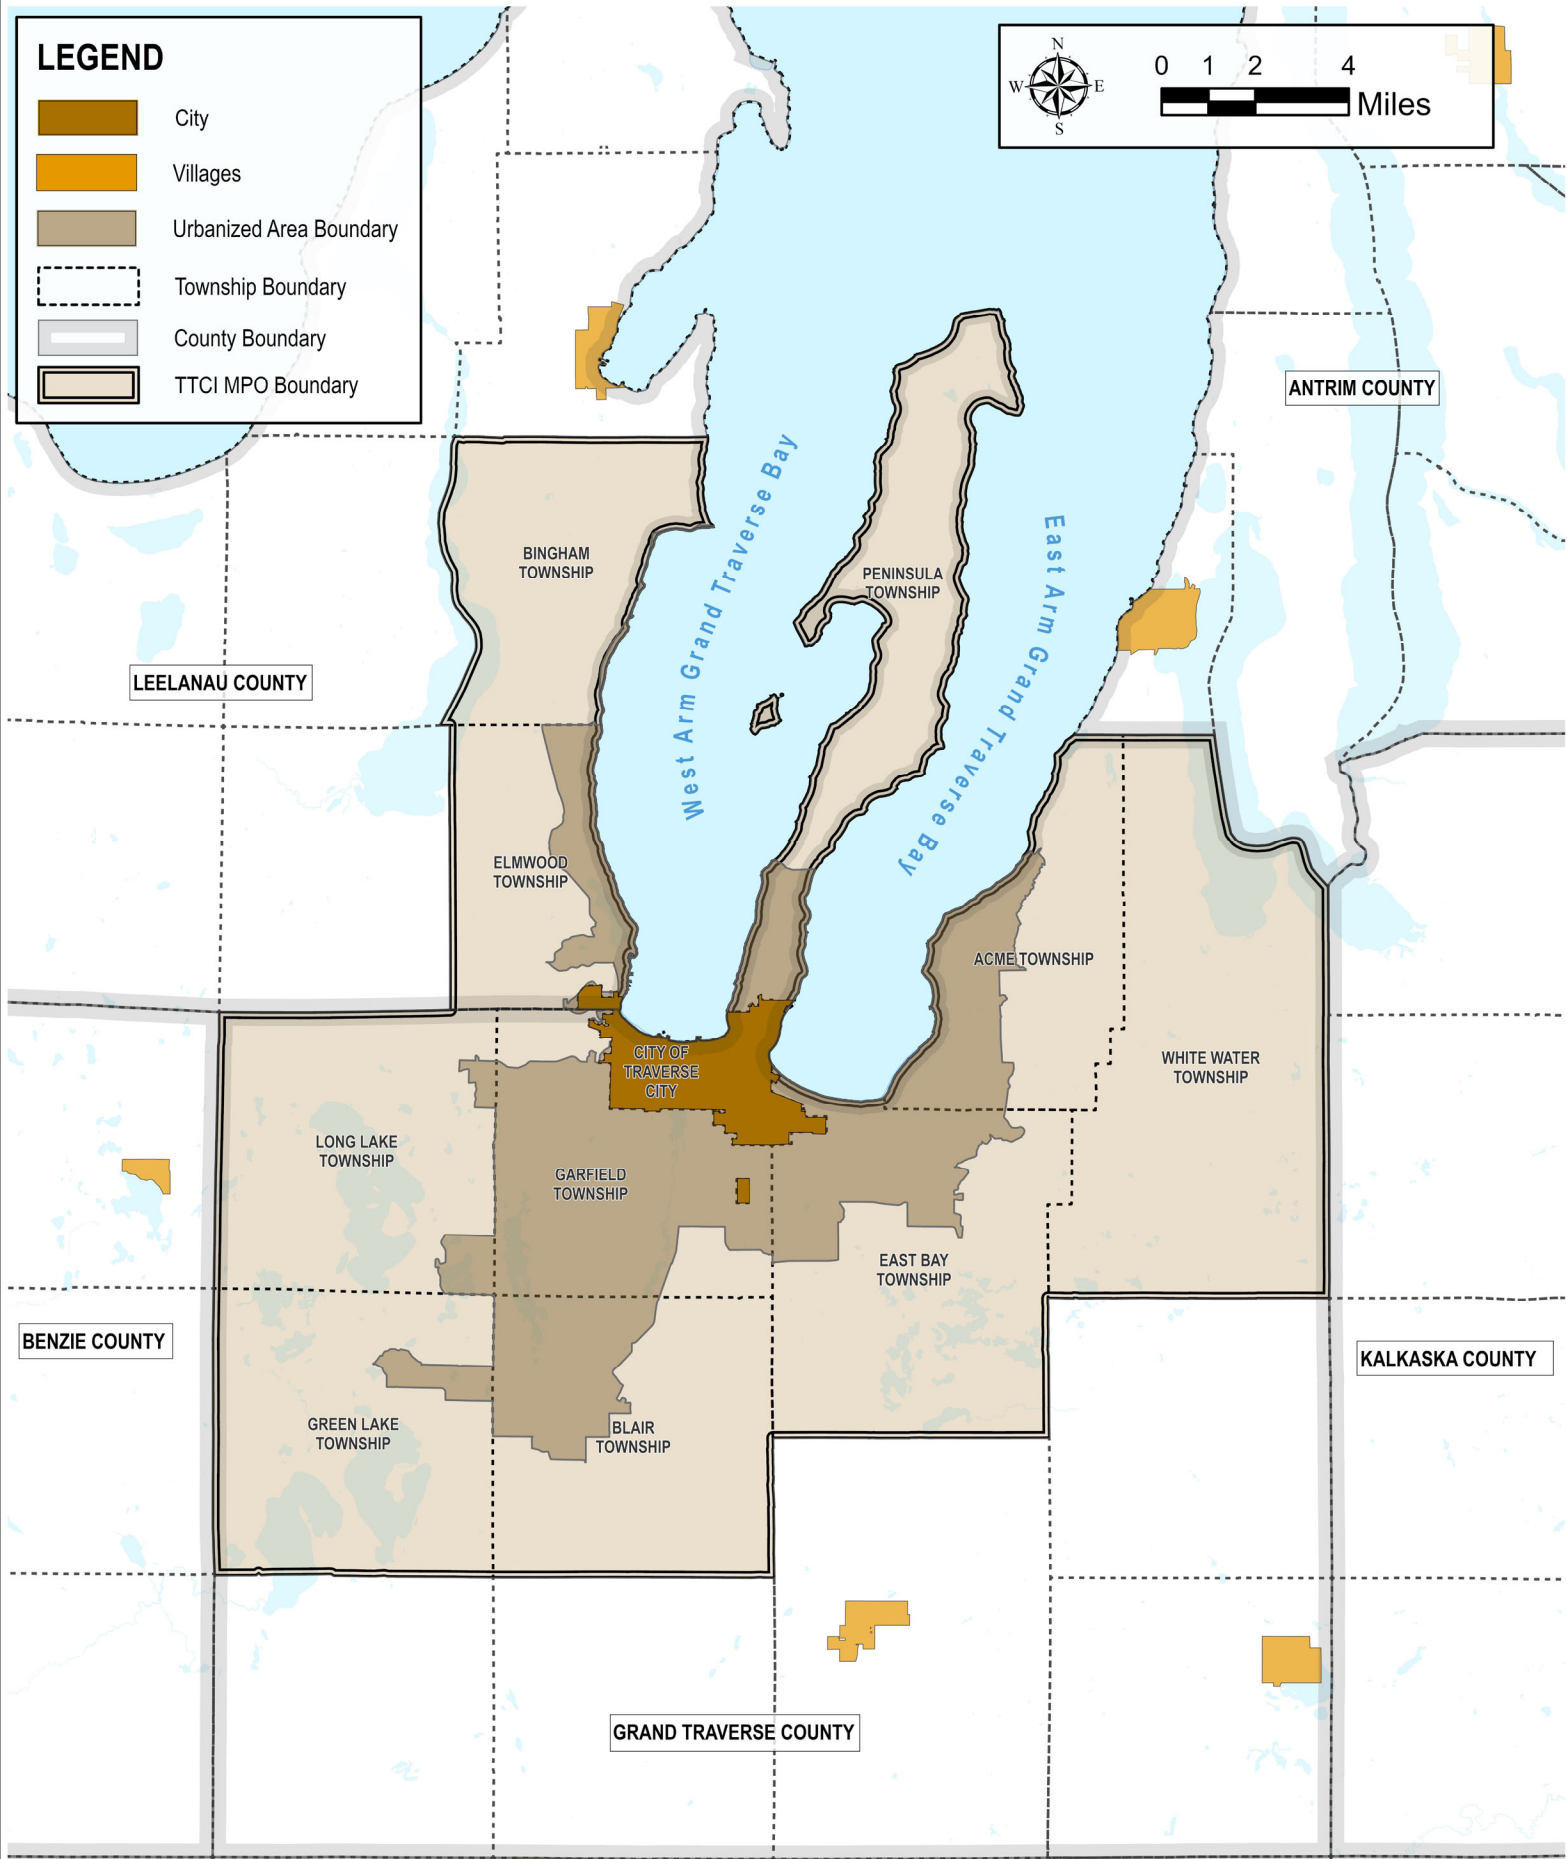 LEGEND
City
Villages
Urbanized Area Boundary
Township Boundary
County Boundary
TTCI MPO Boundary
N
W
E
S
0 1 2 4
Miles
ANTRIM COUNTY
West Arm Grand Traverse Bay
East Arm Grand Traverse Bay
BINGHAM
TOWNSHIP
PENINSULA
TOWNSHIP
LEELANAU COUNTY
ELMWOOD
TOWNSHIP
ACME TOWNSHIP
CITY OF
TRAVERSE
CITY
WHITE WATER
TOWNSHIP
LONG LAKE
TOWNSHIP
GARFIELD
TOWNSHIP
EAST BAY
TOWNSHIP
BENZIE COUNTY
KALKASKA COUNTY
GREEN LAKE
TOWNSHIP
BLAIR
TOWNSHIP
GRAND TRAVERSE COUNTY